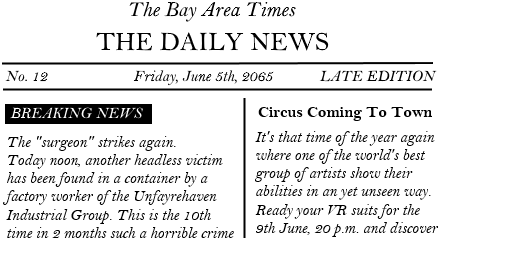 The Bay Area Times
THE DAILY NEWS
No. 12 Friday, June 5th, 2065 LATE EDITION
BREAKING NEWS
The "surgeon" strikes again.
Today noon, another headless victim
has been found in a container by a
factory worker of the Unfayrehaven
Industrial Group. This is the 10th
time in 2 months such a horrible crime
Circus Coming To Town
It's that time of the year again
where one of the world's best
group of artists show their
abilities in an yet unseen way.
Ready your VR suits for the
9th June, 20 p.m. and discover